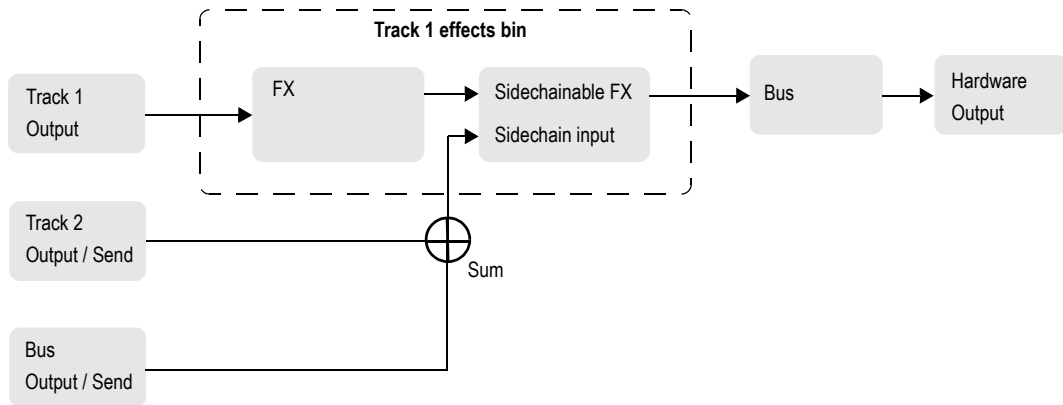 Track 1 effects bin
Track 1
Output
FX
Sidechainable FX
Sidechain input
Bus
Hardware
Output
Track 2
Output / Send
Sum
Bus
Output / Send